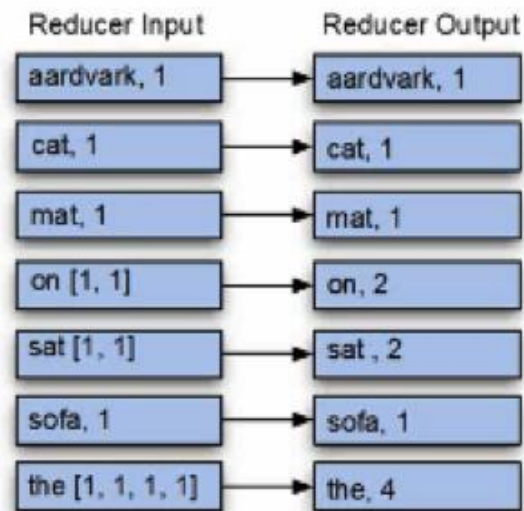 Reducer Input Reducer Output
aardvark, 1 aardvark, 1
cat, 1 cat, 1
mat, 1 mat, 1
on [1, 1] on, 2
sat [1, 1] sat , 2
sofa, 1 sofa, 1
the [1, 1, 1, 1] the, 4